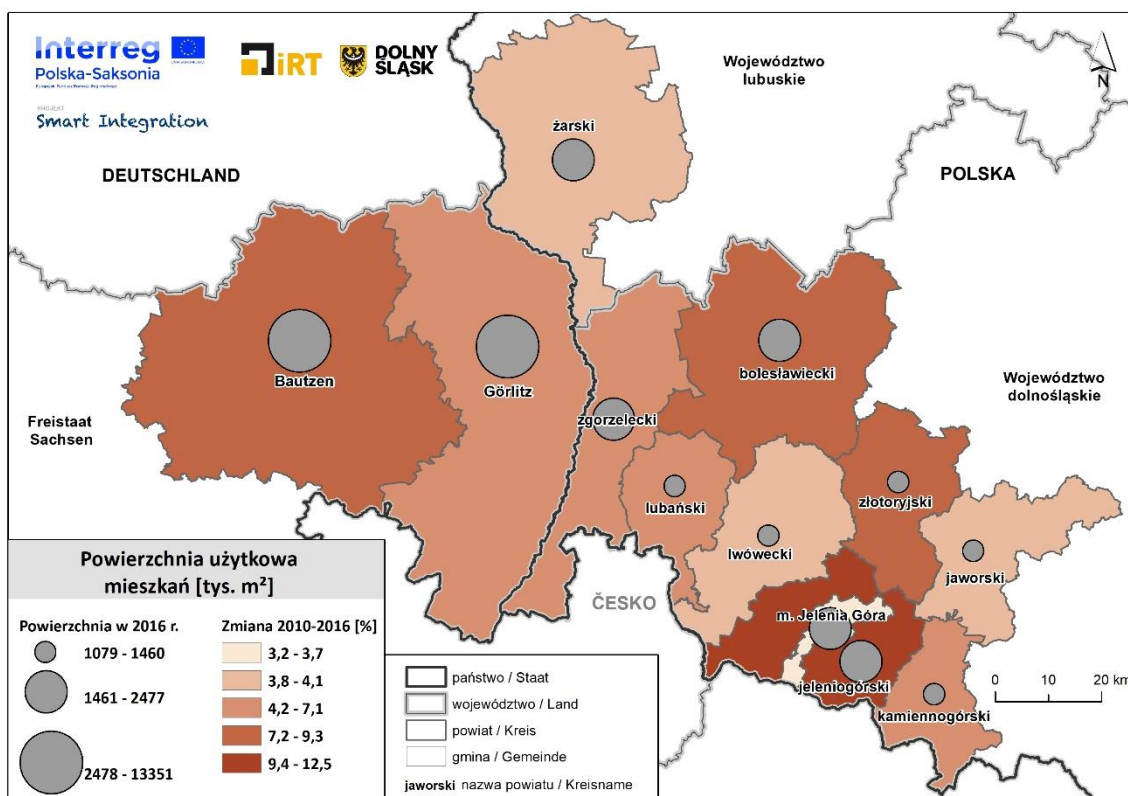 Interreg
Polska-Saksonia
iRT
DOLNY
ŚLĄSK
PROJEKT
Smart Integration
Województwo
lubuskie
N
żarski
DEUTSCHLAND
POLSKA
Bautzen
Görlitz
bolesławiecki
Województwo
dolnośląskie
Freistaat
Sachsen
zgorzelecki
lubański
złotoryjski
lwówecki
jaworski
ČESKO
m. Jelenia Góra
jeleniogórski
kamiennogórski
0 10 20 km
Powierzchnia użytkowa
mieszkań [tys. m²]
Powierzchnia w 2016 r.
1079 - 1460
1461 - 2477
2478 - 13351
Zmiana 2010-2016 [%]
3,2 - 3,7
3,8 - 4,1
4,2 - 7,1
7,2 - 9,3
9,4 - 12,5
państwo / Staat
województwo / Land
powiat / Kreis
gmina / Gemeinde
jaworski nazwa powiatu / Kreisname